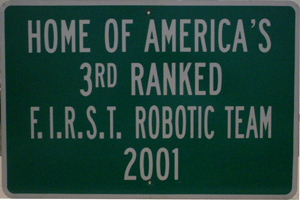 HOME OF AMERICA'S
3RD RANKED
F.I.R.S.T. ROBOTIC TEAM
2001